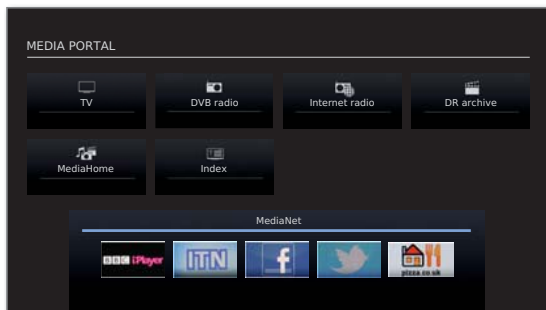 MEDIA PORTAL
TV DVB radio Internet radio DR archive
MediaHome Index
MediaNet
BBC iPlayer ITN f pizza.co.uk